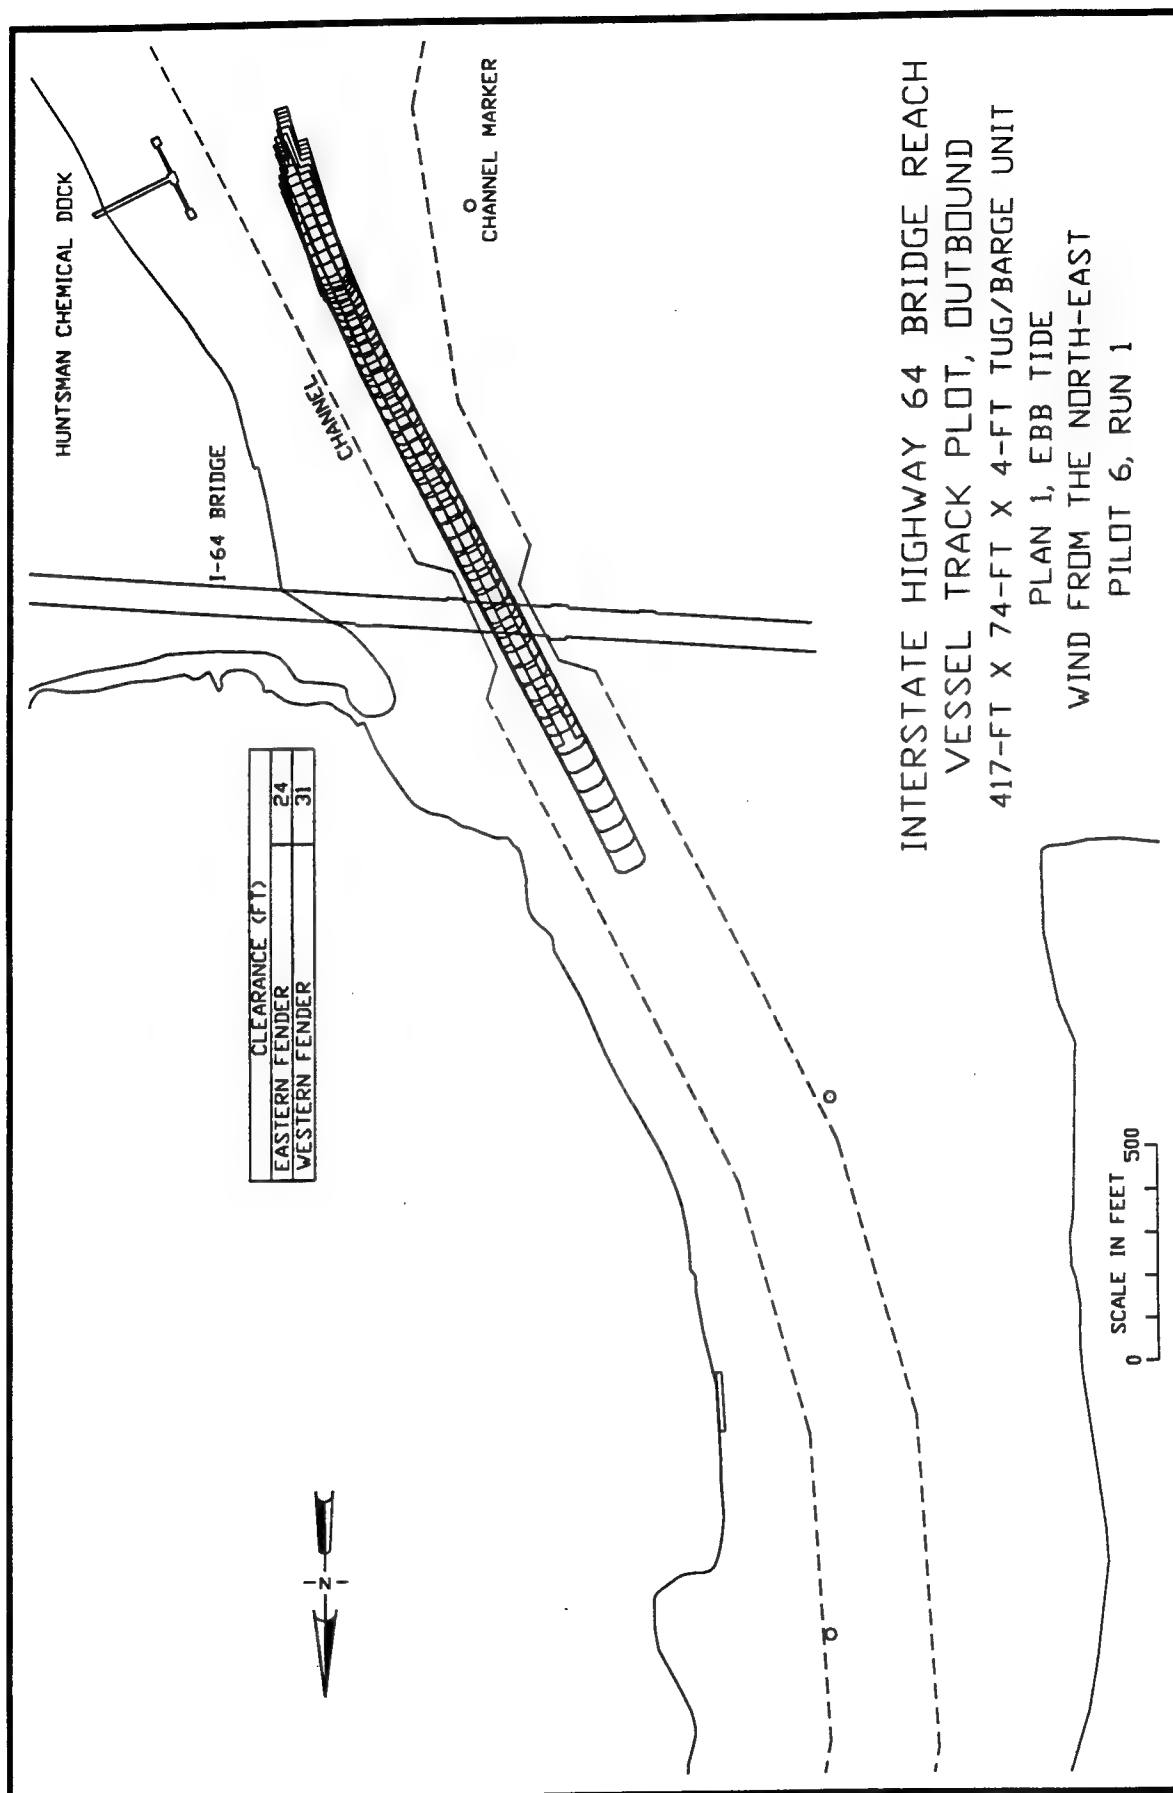 HUNTSMAN CHEMICAL DOCK
I-64 BRIDGE
CHANNEL
CHANNEL MARKER
CLEARANCE (FT)
EASTERN FENDER 24
WESTERN FENDER 31
N
INTERSTATE HIGHWAY 64 BRIDGE REACH
VESSEL TRACK PLOT, OUTBOUND
417-FT X 74-FT X 4-FT TUG/BARGE UNIT
PLAN 1, EBB TIDE
WIND FROM THE NORTH-EAST
PILOT 6, RUN 1
SCALE IN FEET
0 500